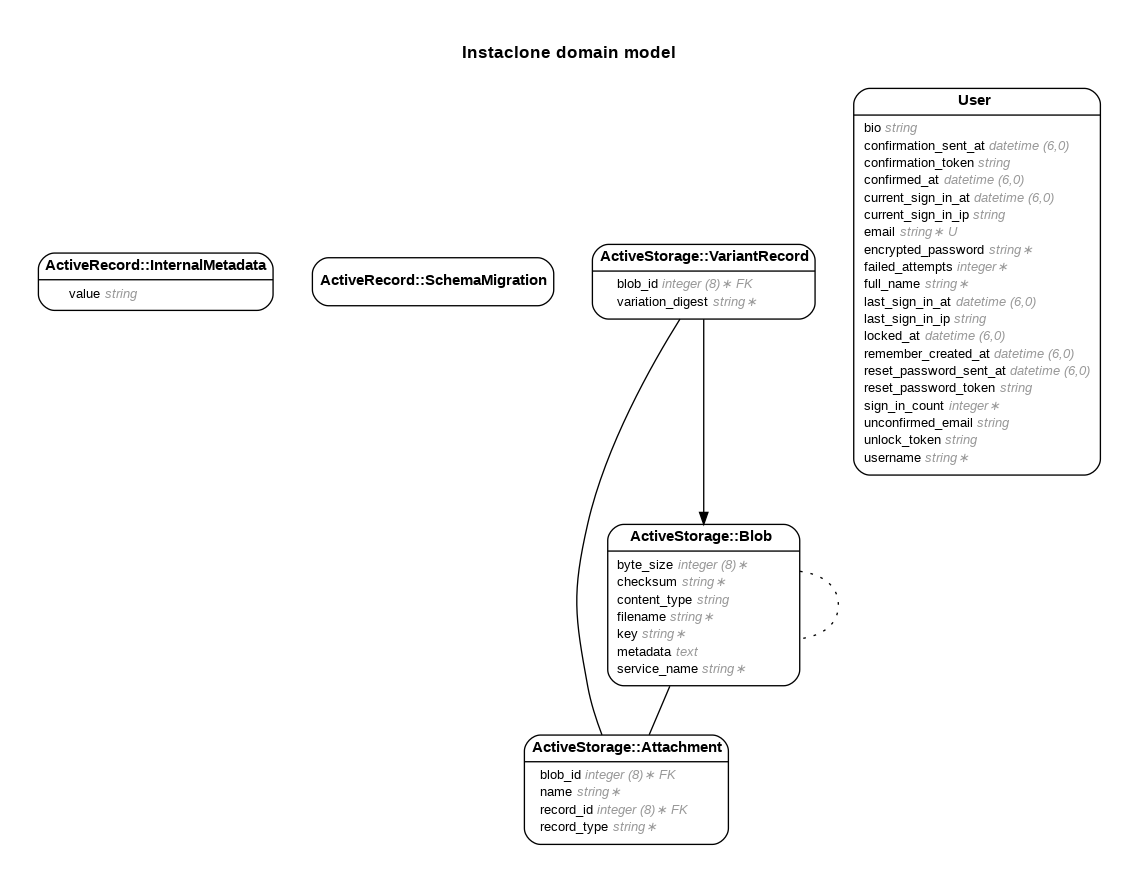 Instaclone domain model
ActiveRecord::InternalMetadata
value string
ActiveRecord::SchemaMigration
ActiveStorage::VariantRecord
blob_id integer (8)∗ FK
variation_digest string∗
User
bio string
confirmation_sent_at datetime (6,0)
confirmation_token string
confirmed_at datetime (6,0)
current_sign_in_at datetime (6,0)
current_sign_in_ip string
email string∗ U
encrypted_password string∗
failed_attempts integer∗
full_name string∗
last_sign_in_at datetime (6,0)
last_sign_in_ip string
locked_at datetime (6,0)
remember_created_at datetime (6,0)
reset_password_sent_at datetime (6,0)
reset_password_token string
sign_in_count integer∗
unconfirmed_email string
unlock_token string
username string∗
ActiveStorage::Blob
byte_size integer (8)∗
checksum string∗
content_type string
filename string∗
key string∗
metadata text
service_name string∗
ActiveStorage::Attachment
blob_id integer (8)∗ FK
name string∗
record_id integer (8)∗ FK
record_type string∗